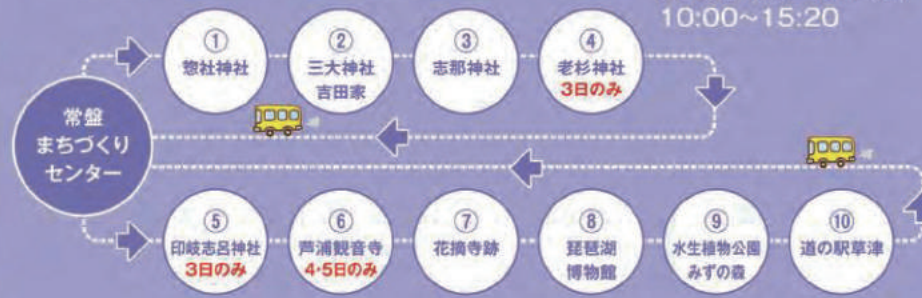 10:00~15:20
①
惣社神社
②
三大神社
吉田家
③
志那神社
④
老杉神社
3日のみ
常盤
まちづくり
センター
⑤
印岐志呂神社
3日のみ
⑥
芦浦観音寺
4・5日のみ
⑦
花摘寺跡
⑧
琵琶湖
博物館
⑨
水生植物公園
みずの森
⑩
道の駅草津